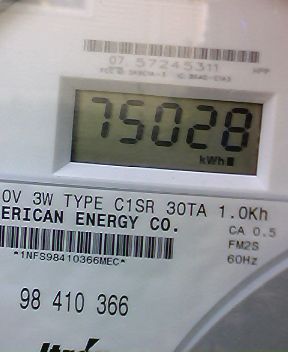 07 57245311
75028
kWh
0V 3W TYPE C1SR 30TA 1.0Kh
ERICAN ENERGY CO.
CA 0.5
FM2S
60Hz
*1NFS98410366MEC*
98 410 366